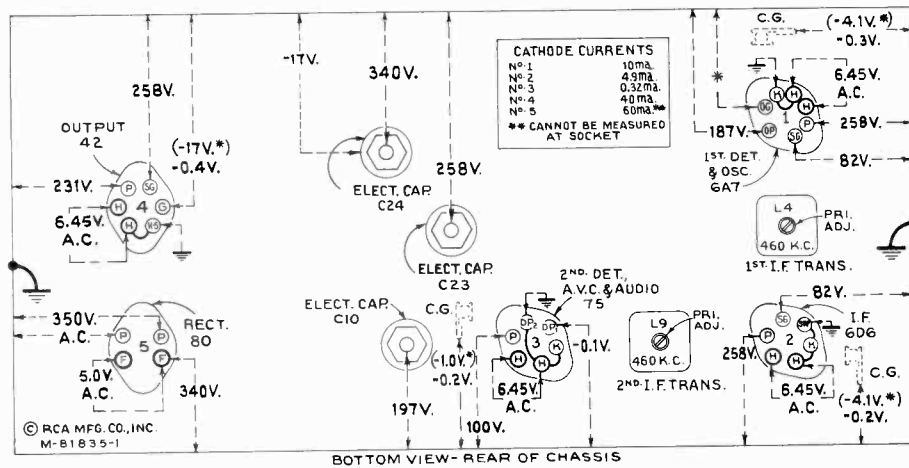 C.G.
(-4.1V.*)
-0.3V.
-17V.
340V.
CATHODE CURRENTS
No.1 10ma.
No.2 4.9ma.
No.3 0.32ma.
No.4 40ma.
No.5 60ma.**
** CANNOT BE MEASURED
AT SOCKET
*
6.45V.
A.C.
K H
OG H
1
OP P
SG
258V.
187V.
82V.
1ST. DET.
& OSC.
6A7
258V.
OUTPUT
42
(-17V.*)
-0.4V.
231V.
P SG
H 4 G
H K-S
6.45V.
A.C.
ELECT. CAP.
C24
258V.
ELECT. CAP.
C23
L4
460 K.C.
PRI.
ADJ.
1ST. I.F. TRANS.
350V.
A.C.
RECT.
80
P P
5
F F
5.0V.
A.C.
340V.
ELECT. CAP.
C10
197V.
C.G.
(-1.0V.*)
-0.2V.
100V.
2ND. DET.,
A.V.C. & AUDIO
75
DP2 DP1
P 3 K
H H
-0.1V.
6.45V.
A.C.
L9
460 K.C.
PRI.
ADJ.
2ND. I.F. TRANS.
82V.
I.F.
6D6
SG SU
P 2 K
H H
258V.
6.45V.
A.C.
C.G.
(-4.1V.*)
-0.2V.
© RCA MFG. CO., INC.
M-81835-1
BOTTOM VIEW - REAR OF CHASSIS